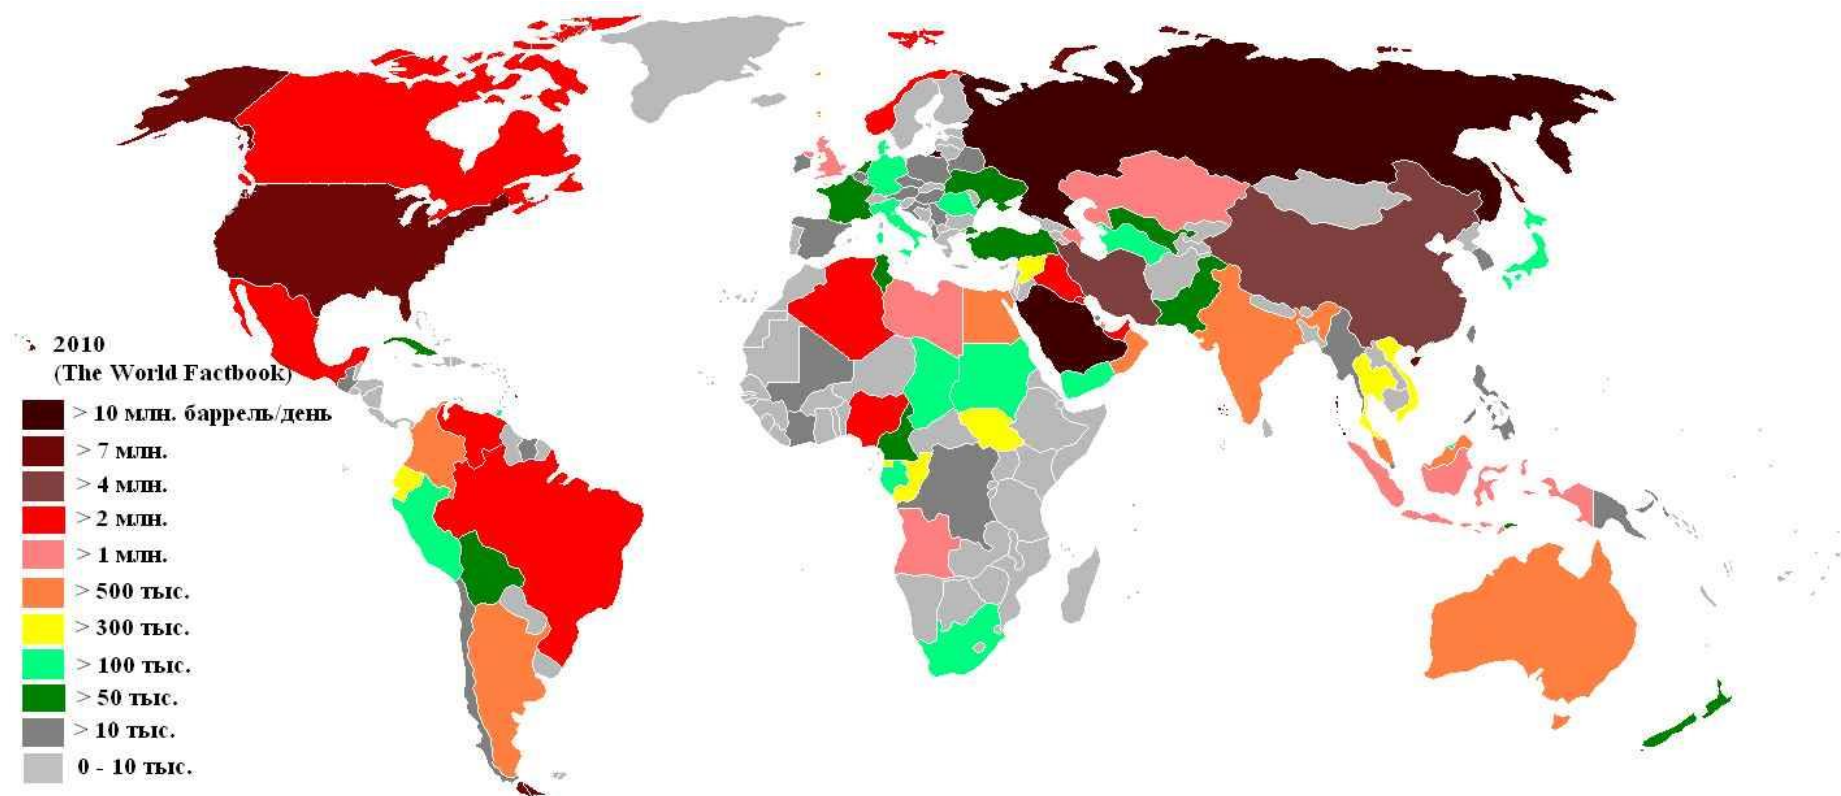 2010
(The World Factbook)
> 10 млн. баррель/день
> 7 млн.
> 4 млн.
> 2 млн.
> 1 млн.
> 500 тыс.
> 300 тыс.
> 100 тыс.
> 50 тыс.
> 10 тыс.
0 - 10 тыс.